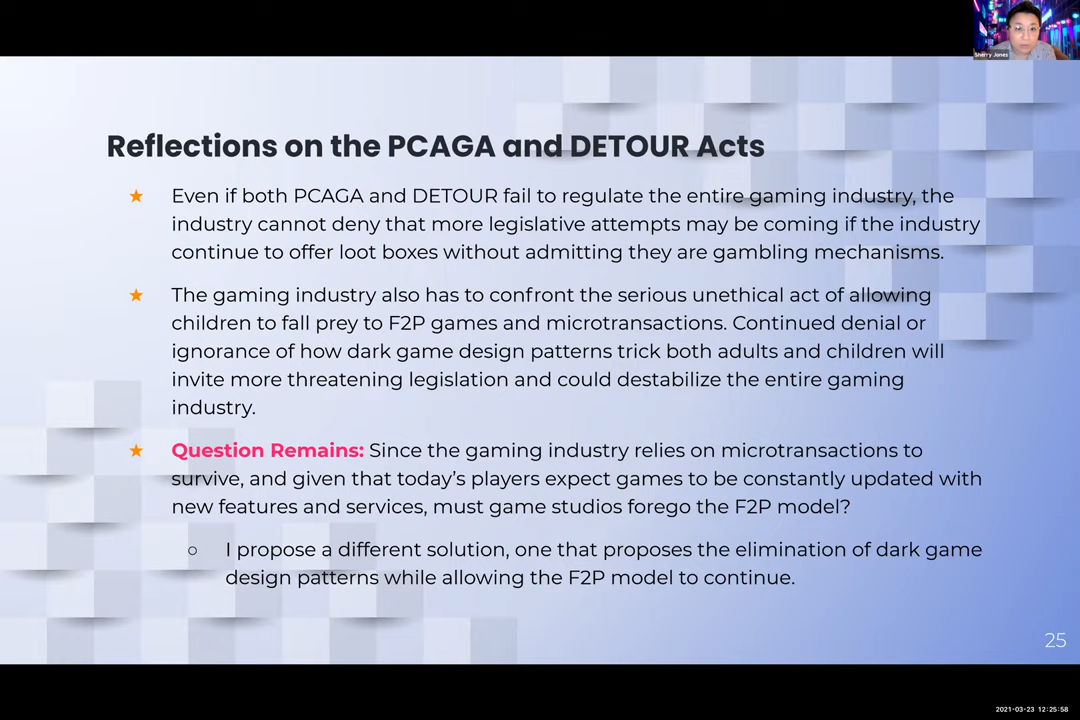 Sherry Jones
Reflections on the PCAGA and DETOUR Acts
★ Even if both PCAGA and DETOUR fail to regulate the entire gaming industry, the
industry cannot deny that more legislative attempts may be coming if the industry
continue to offer loot boxes without admitting they are gambling mechanisms.
★ The gaming industry also has to confront the serious unethical act of allowing
children to fall prey to F2P games and microtransactions. Continued denial or
ignorance of how dark game design patterns trick both adults and children will
invite more threatening legislation and could destabilize the entire gaming
industry.
★ Question Remains: Since the gaming industry relies on microtransactions to
survive, and given that today’s players expect games to be constantly updated with
new features and services, must game studios forego the F2P model?
○ I propose a different solution, one that proposes the elimination of dark game
design patterns while allowing the F2P model to continue.
25
2021-03-23 12:25:58